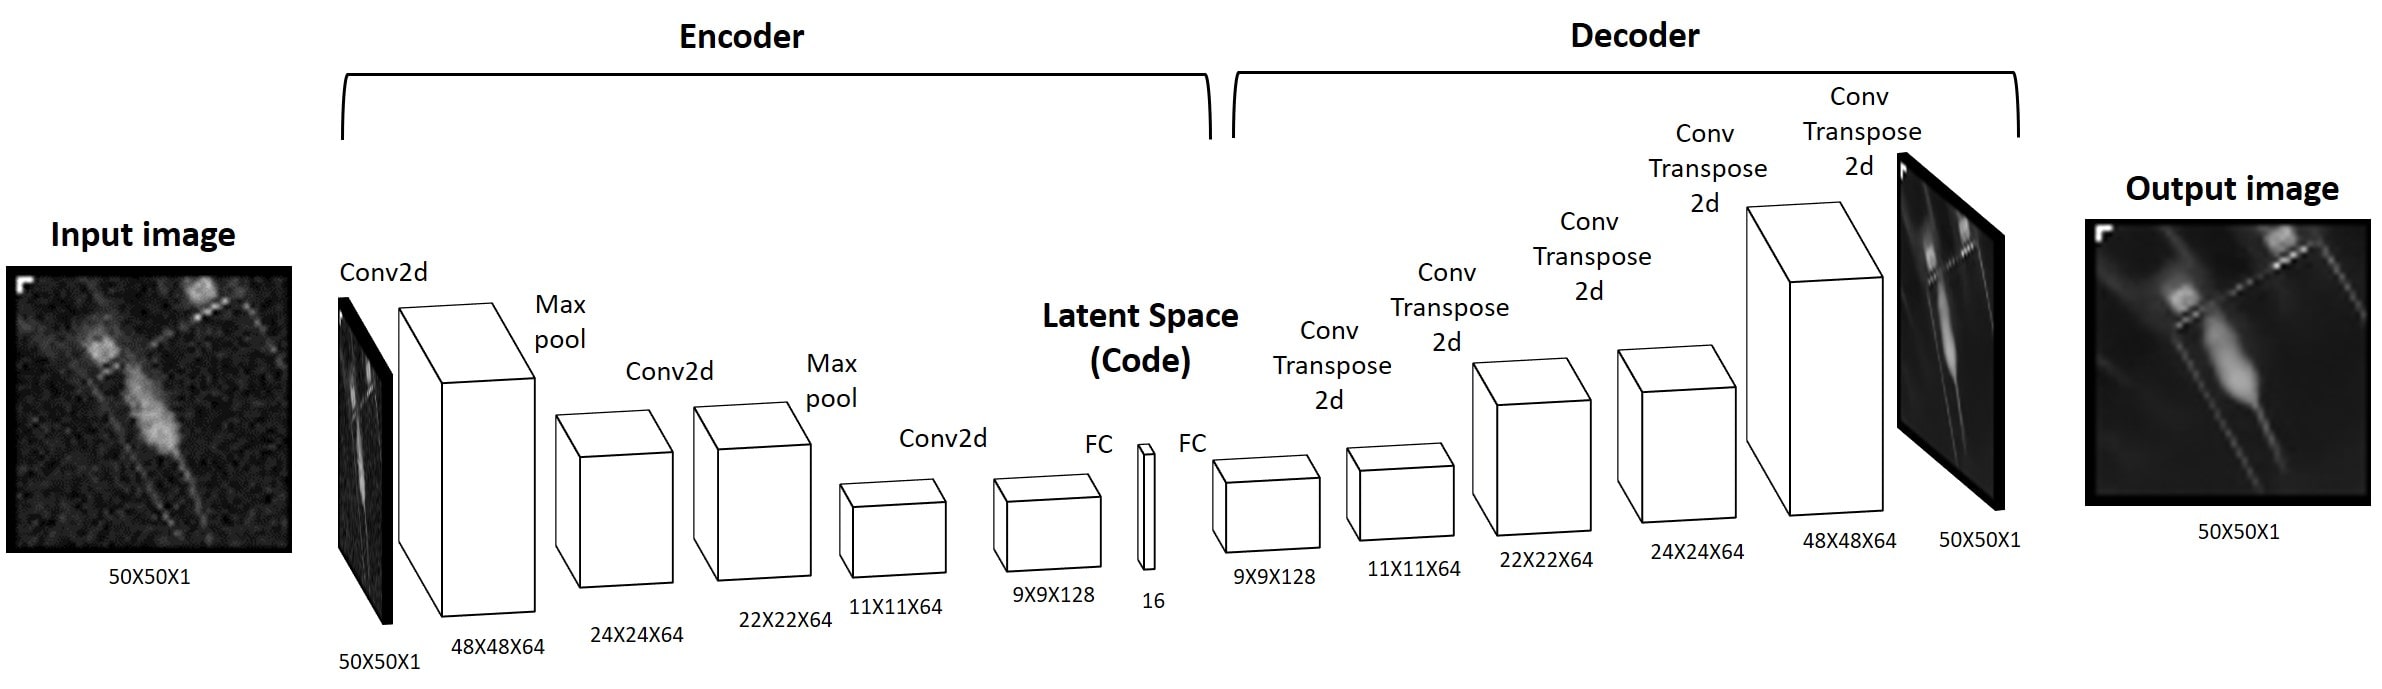 Encoder
Decoder
Input image
50X50X1
Conv2d
50X50X1
48X48X64
Max
pool
24X24X64
Conv2d
22X22X64
Max
pool
11X11X64
Conv2d
9X9X128
Latent Space
(Code)
FC
16
FC
9X9X128
Conv
Transpose
2d
11X11X64
Conv
Transpose
2d
22X22X64
Conv
Transpose
2d
24X24X64
Conv
Transpose
2d
48X48X64
Conv
Transpose
2d
50X50X1
Output image
50X50X1